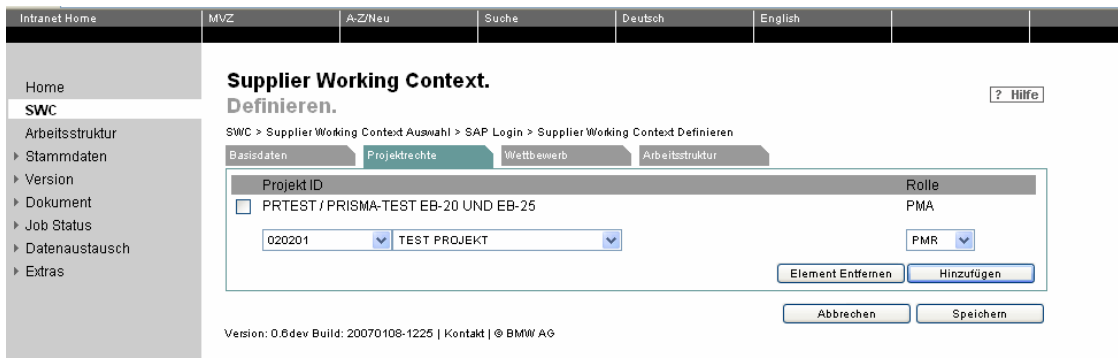 Intranet Home MVZ A-Z/Neu Suche Deutsch English
Home
SWC
Arbeitsstruktur
Stammdaten
Version
Dokument
Job Status
Datenaustausch
Extras
Supplier Working Context.
Definieren.
? Hilfe
SWC > Supplier Working Context Auswahl > SAP Login > Supplier Working Context Definieren
Basisdaten Projektrechte Wettbewerb Arbeitsstruktur
Projekt ID Rolle
PRTEST / PRISMA-TEST EB-20 UND EB-25 PMA
020201 TEST PROJEKT PMR
Element Entfernen Hinzufügen
Abbrechen Speichern
Version: 0.6dev Build: 20070108-1225 | Kontakt | © BMW AG